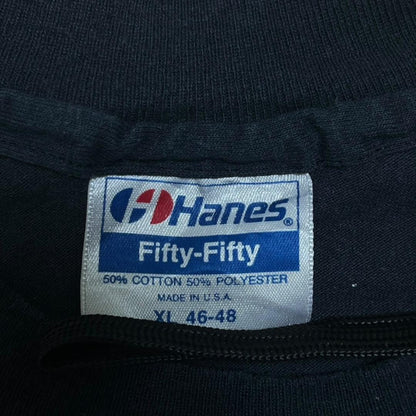 Hanes®
Fifty-Fifty
50% COTTON 50% POLYESTER
MADE IN U.S.A.
XL 46-48